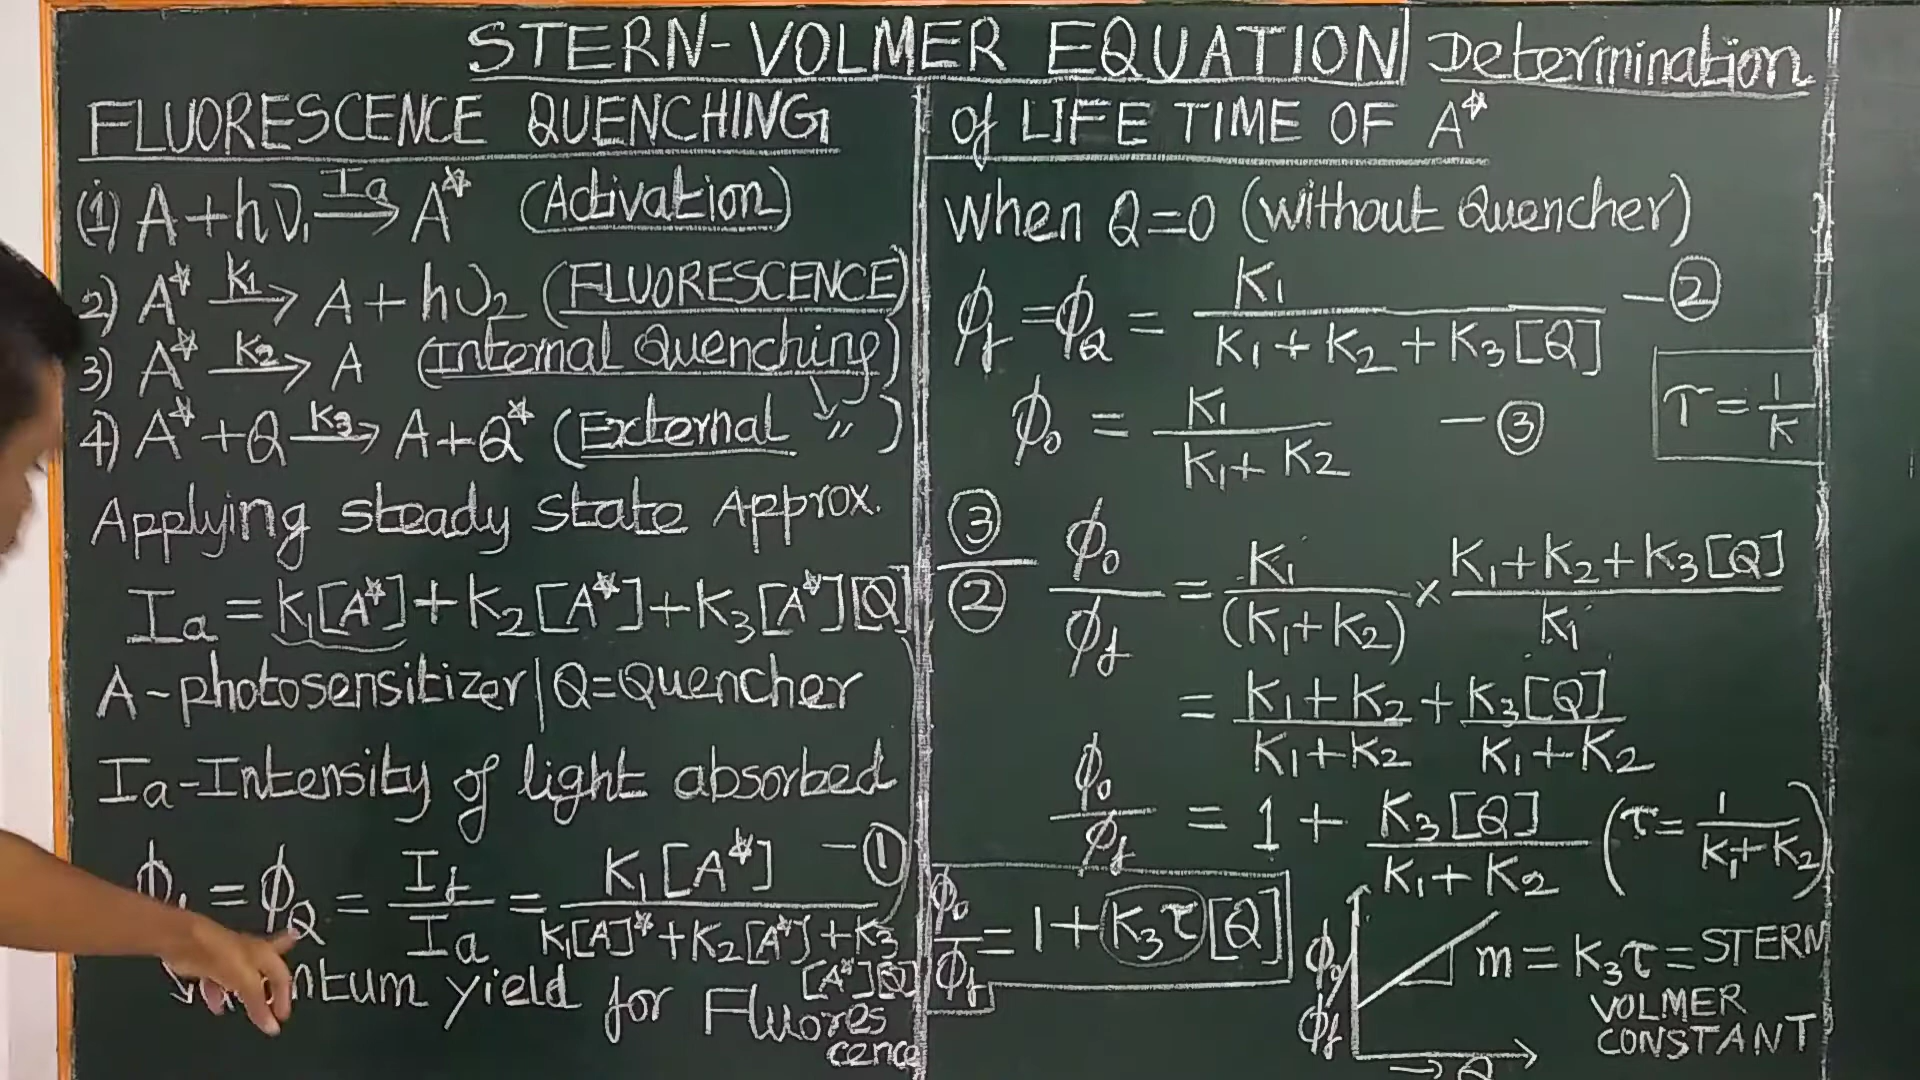 STERN-VOLMER EQUATION | Determination
FLUORESCENCE QUENCHING
(1) A + hν₁ —Ia→ A* (Activation)
2) A* —K₁→ A + hυ₂ (FLUORESCENCE)
3) A* —K₂→ A (Internal Quenching)
4) A* + Q —K₃→ A + Q* (External 〃)
Applying steady state Approx.
Ia = K₁[A*] + K₂[A*] + K₃[A*][Q]
A - photosensitizer | Q = Quencher
Ia - Intensity of light absorbed
ϕ = ϕQ = If/Ia = K₁[A*] / K₁[A]* + K₂[A*] + K₃ [A*][Q] - ①
yield for Fluores
cence
of LIFE TIME OF A*
When Q=0 (without Quencher)
ϕf = ϕQ = K₁ / K₁ + K₂ + K₃[Q] - ②
τ = 1/K
ϕ₀ = K₁ / K₁ + K₂ - ③
③/② ϕ₀/ϕf = K₁/(K₁+K₂) × K₁+K₂+K₃[Q] / K₁
= K₁+K₂ / K₁+K₂ + K₃[Q] / K₁+K₂
ϕ₀/ϕf = 1 + K₃[Q] / K₁+K₂ (τ = 1/K₁+K₂)
ϕ₀/ϕf = 1 + K₃τ[Q]
ϕ₀/ϕf
m = K₃τ = STERN
VOLMER
CONSTANT
→ Q